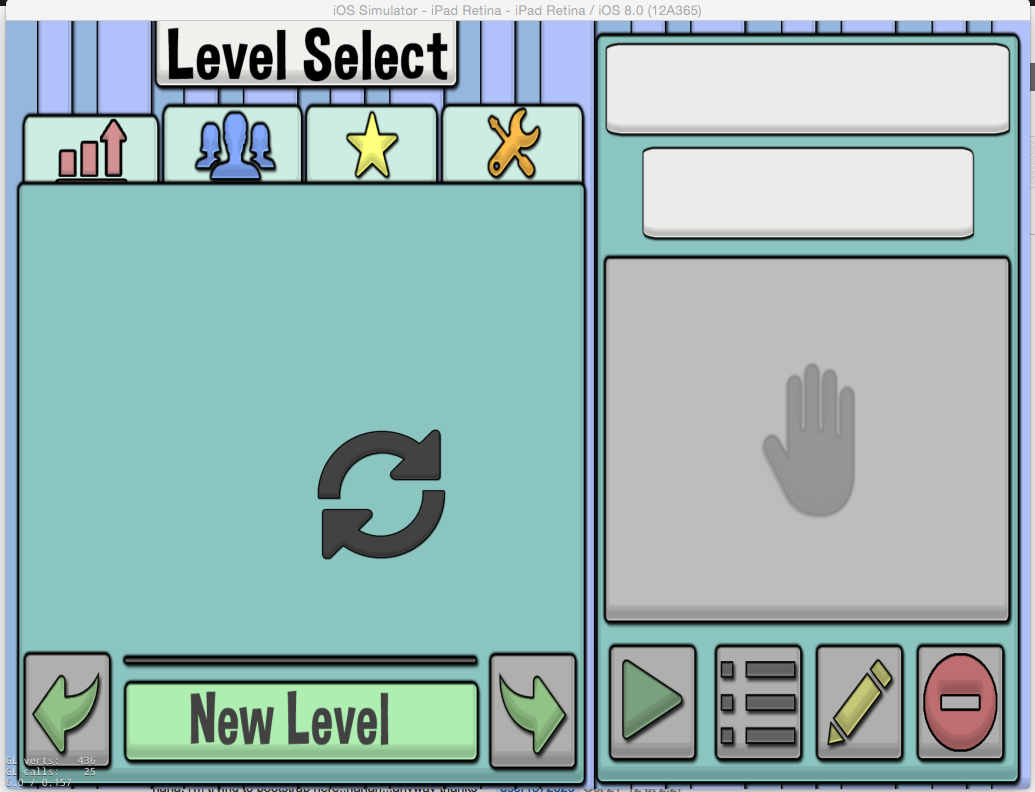 iOS Simulator - iPad Retina - iPad Retina / iOS 8.0 (12A365)
Level Select
New Level
GL verts: 436
GL calls: 25